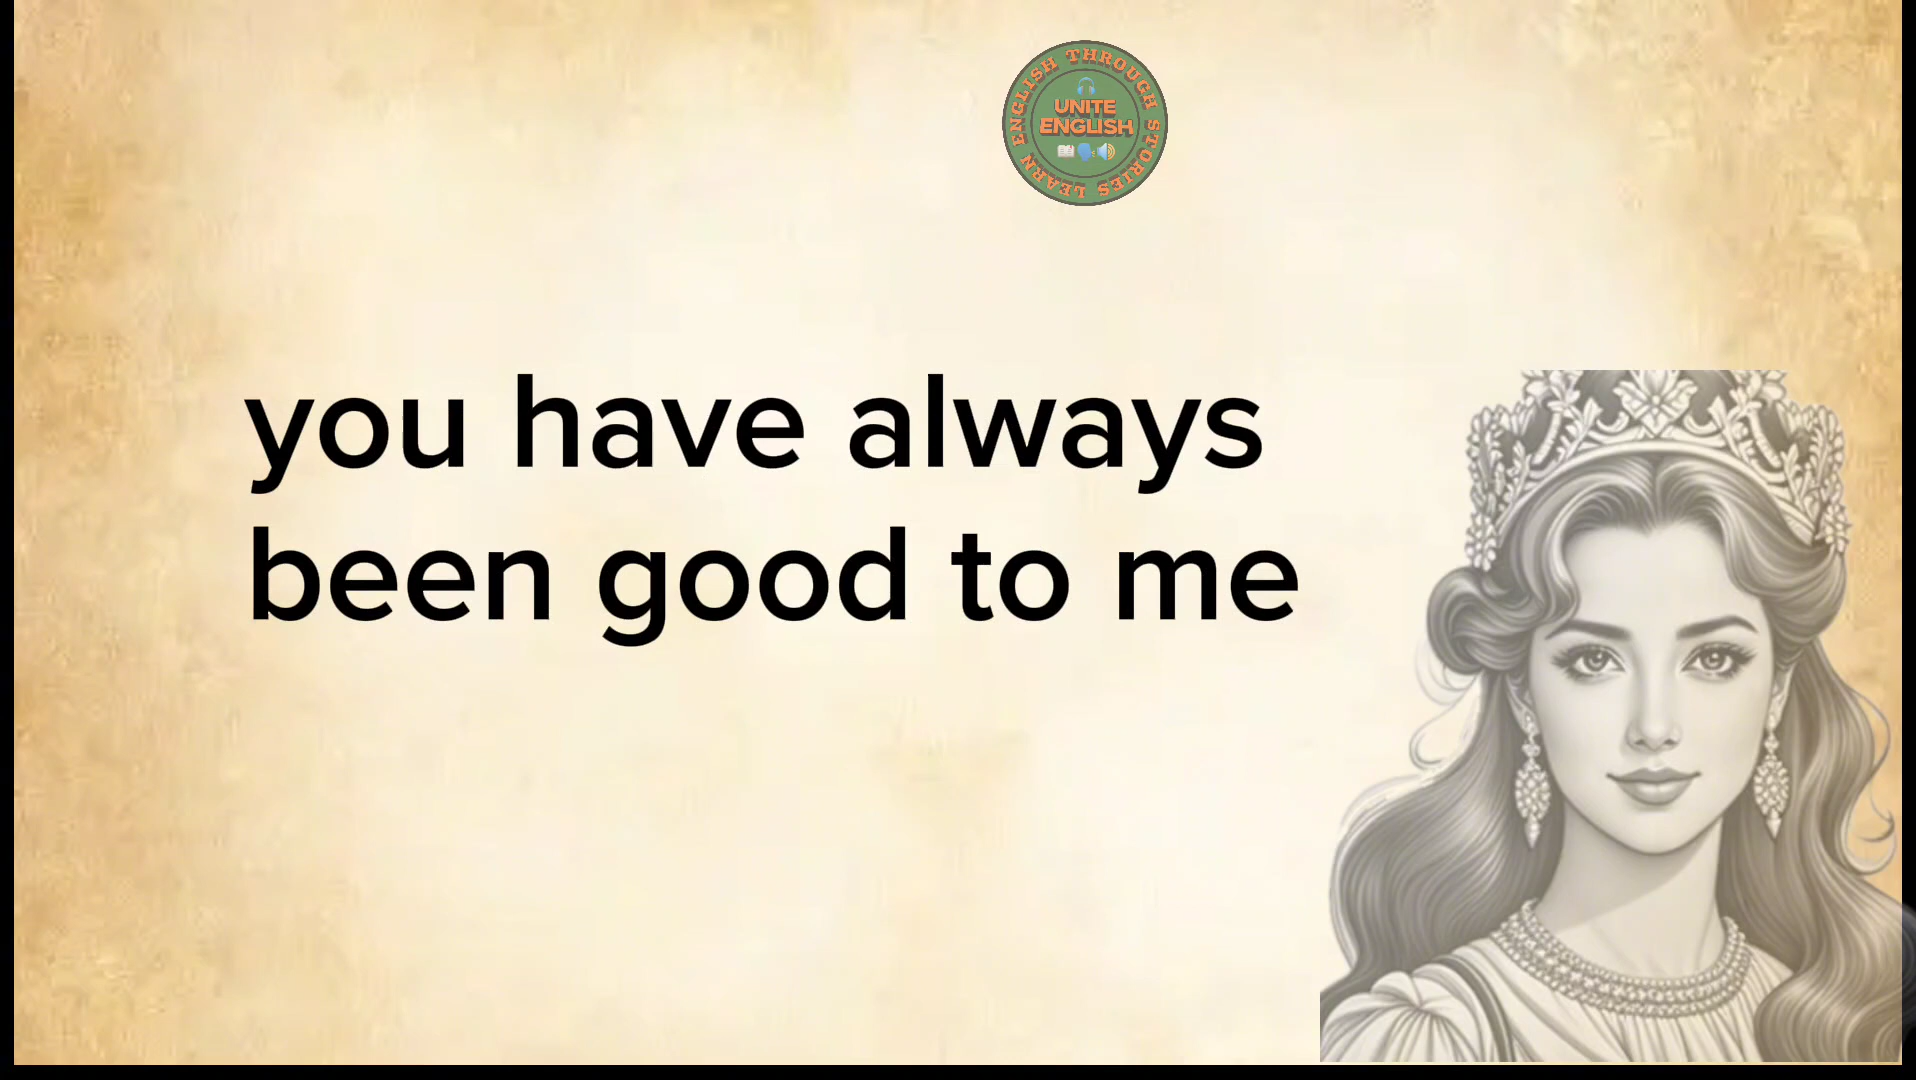 LEARN ENGLISH THROUGH STORIES
UNITE
ENGLISH
you have always
been good to me